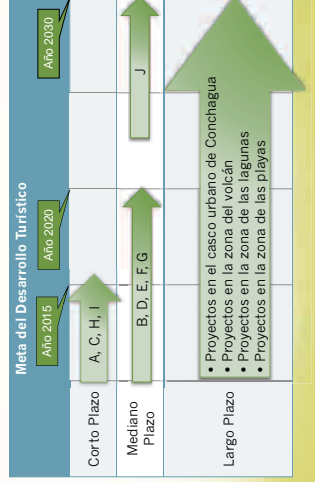 Meta del Desarrollo Turístico
Año 2015
Año 2020
Año 2030
Corto Plazo
A, C, H, I
Mediano
Plazo
B, D, E, F, G
J
Largo Plazo
• Proyectos en el casco urbano de Conchagua
• Proyectos en la zona del volcán
• Proyectos en la zona de las lagunas
• Proyectos en la zona de las playas